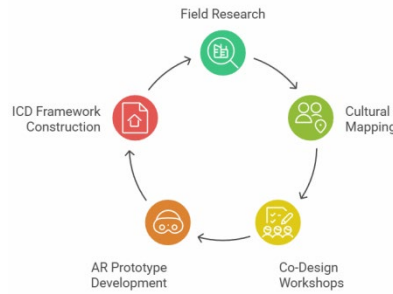 Field Research
Cultural
Mapping
Co-Design
Workshops
AR Prototype
Development
ICD Framework
Construction